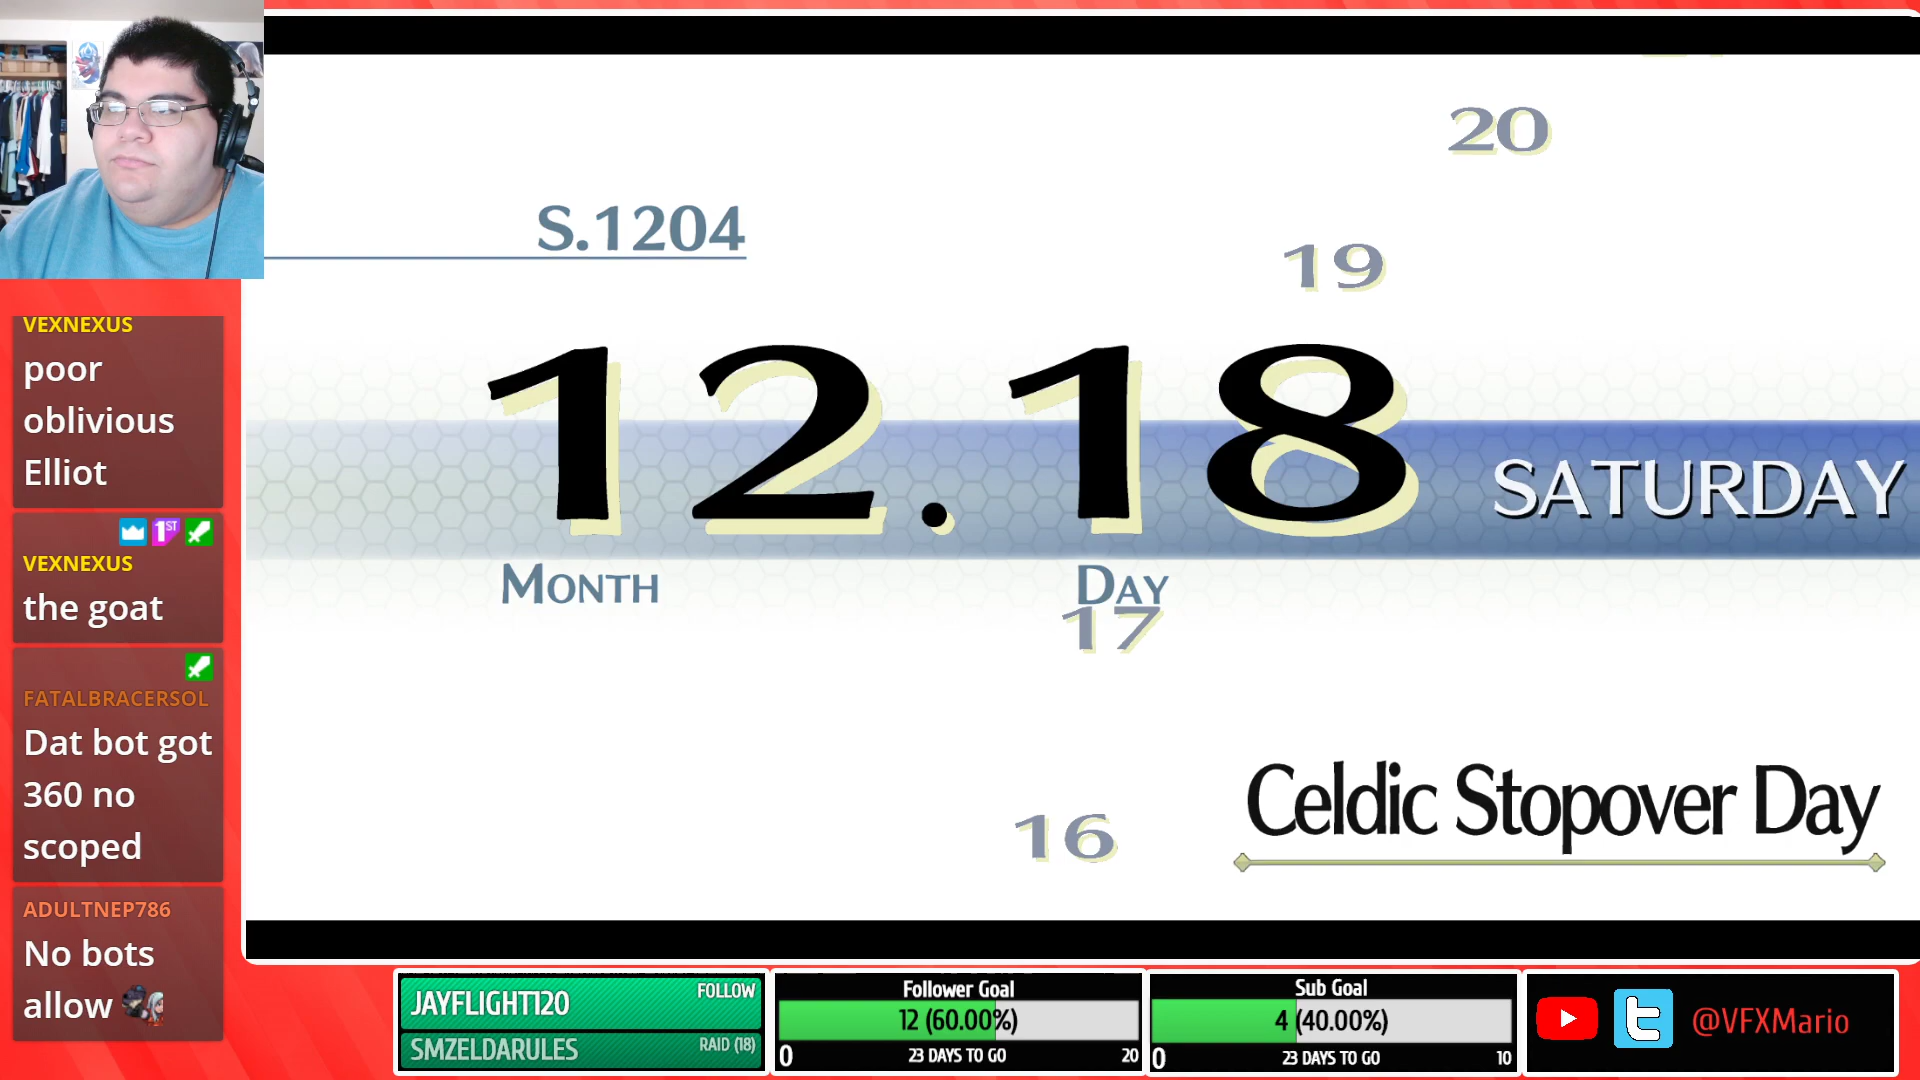 VEXNEXUS
poor
oblivious
Elliot
1ST
VEXNEXUS
the goat
FATALBRACERSOL
Dat bot got
360 no
scoped
ADULTNEP786
No bots
allow
20
S.1204
19
12.18
SATURDAY
MONTH
DAY
17
16
Celdic Stopover Day
JAYFLIGHT120
FOLLOW
SMZELDARULES
RAID (18)
Follower Goal
12 (60.00%)
0
23 DAYS TO GO
20
Sub Goal
4 (40.00%)
0
23 DAYS TO GO
10
@VFXMario